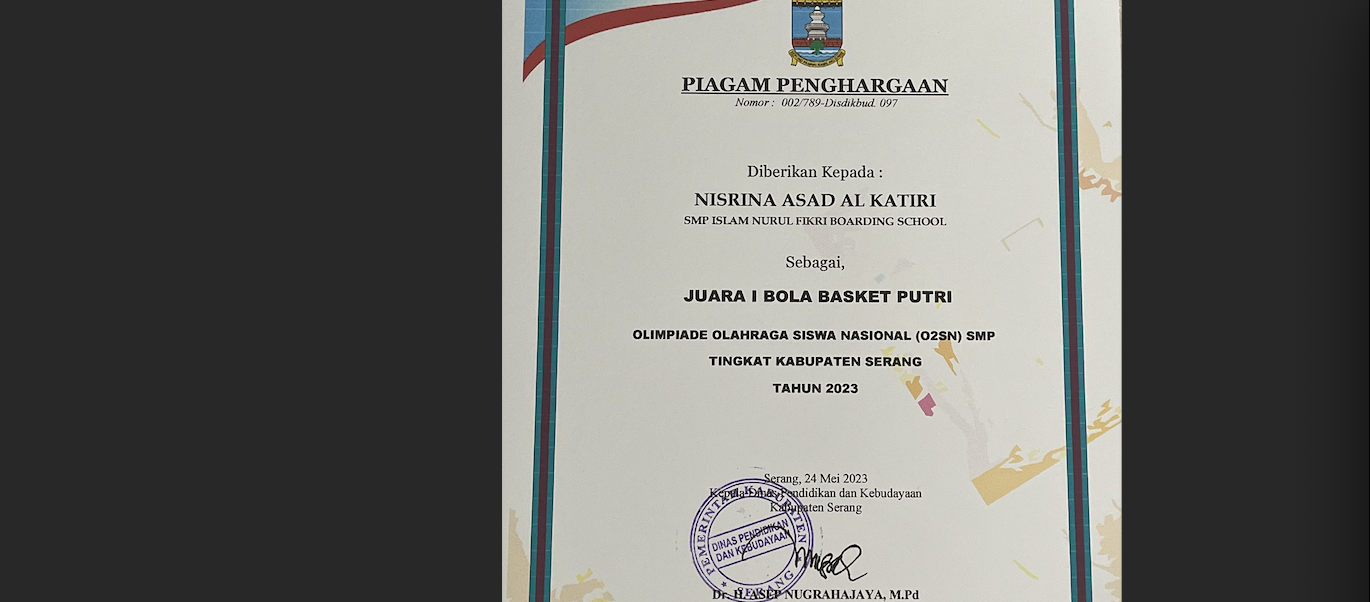 PIAGAM PENGHARGAAN
Nomor : 002/789-Disdikbud. 097
Diberikan Kepada :
NISRINA ASAD AL KATIRI
SMP ISLAM NURUL FIKRI BOARDING SCHOOL
Sebagai,
JUARA I BOLA BASKET PUTRI
OLIMPIADE OLAHRAGA SISWA NASIONAL (O2SN) SMP
TINGKAT KABUPATEN SERANG
TAHUN 2023
Serang, 24 Mei 2023
Kepala Dinas Pendidikan dan Kebudayaan
Kabupaten Serang
PEMERINTAH KABUPATEN
DINAS PENDIDIKAN
DAN KEBUDAYAAN
SERANG
Dr. H. ASEP NUGRAHAJAYA, M.Pd